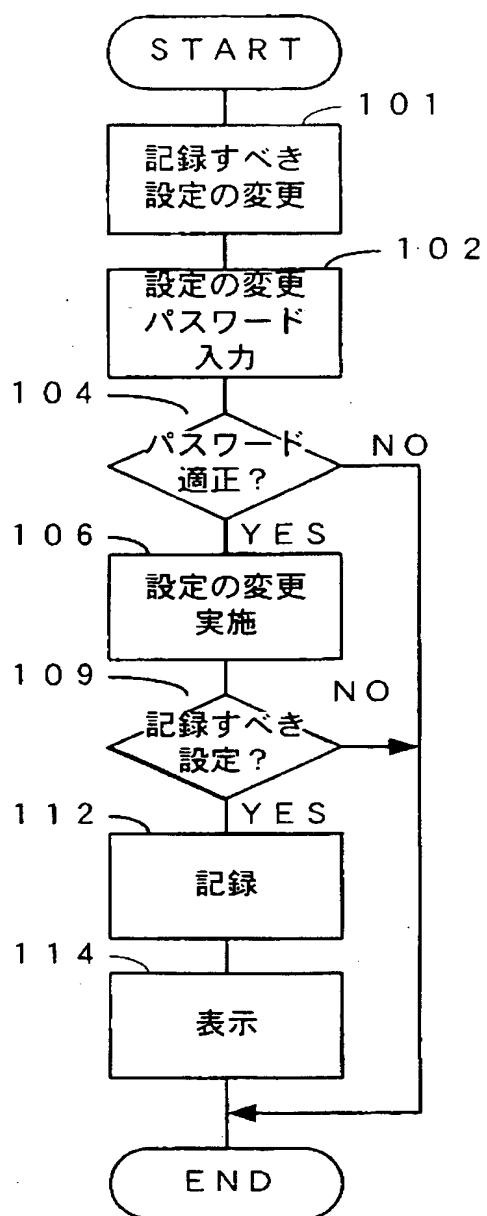 START
101
記録すべき
設定の変更
102
設定の変更
パスワード
入力
104
パスワード
適正?
NO
YES
106
設定の変更
実施
109
NO
記録すべき
設定?
YES
112
記録
114
表示
END